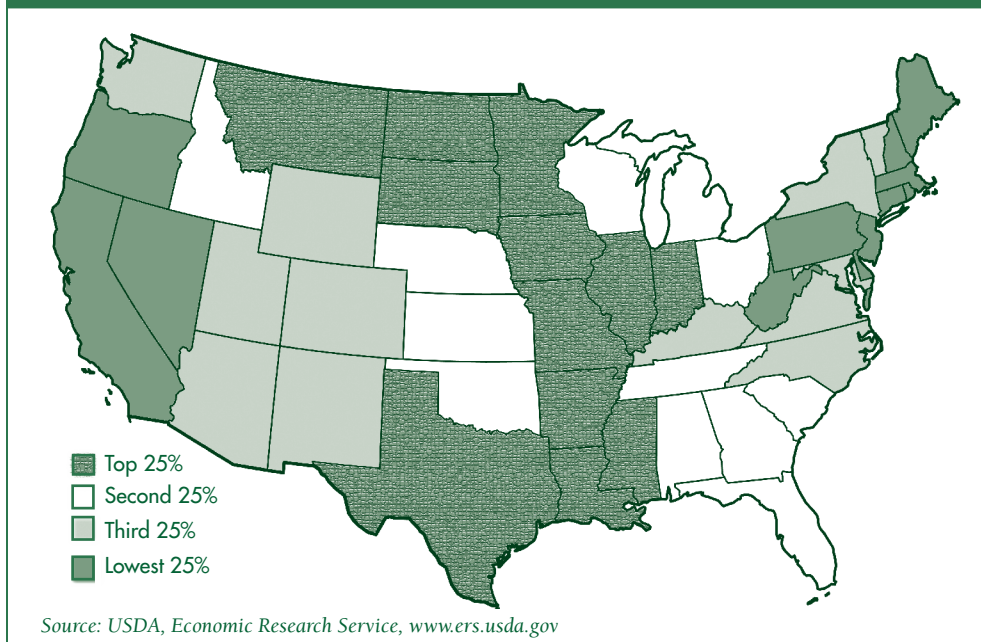 Top 25%
Second 25%
Third 25%
Lowest 25%
Source: USDA, Economic Research Service, www.ers.usda.gov